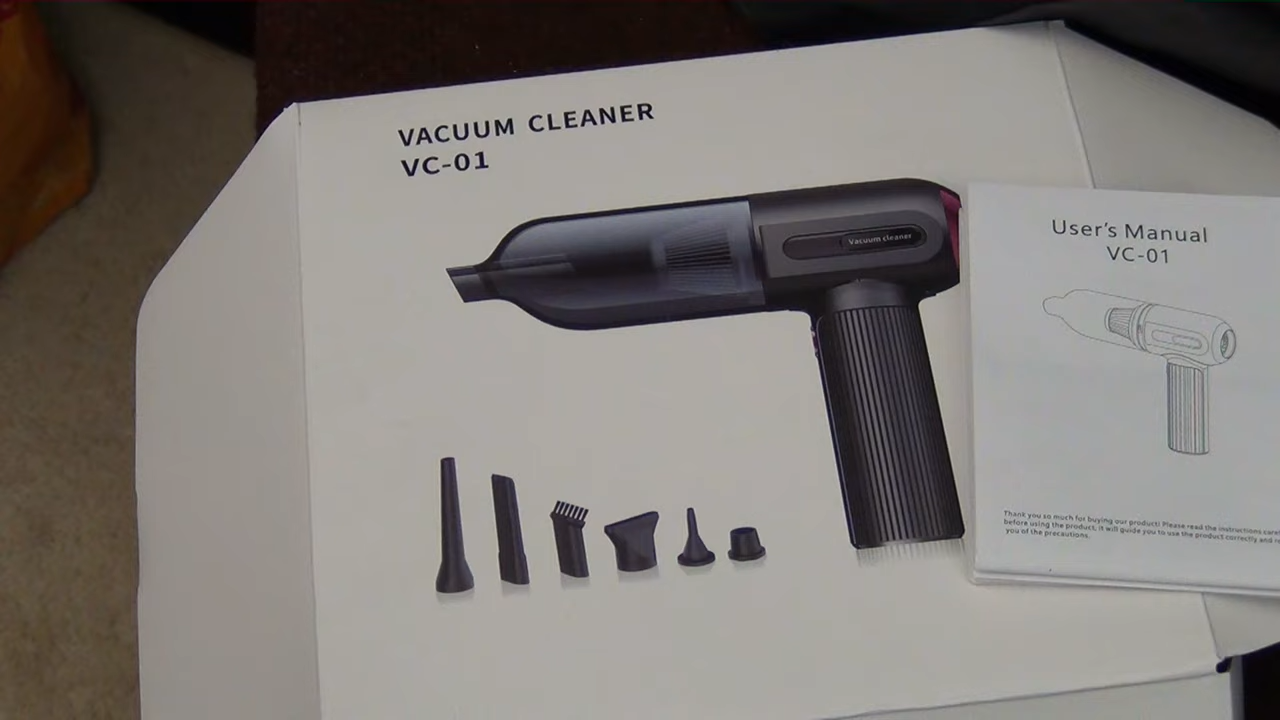 VACUUM CLEANER
VC-01
Vacuum cleaner
User's Manual
VC-01
Thank you so much for buying our product! Please read the instructions
before using the product, it will guide you to use the product correctly and
you of the precautions.